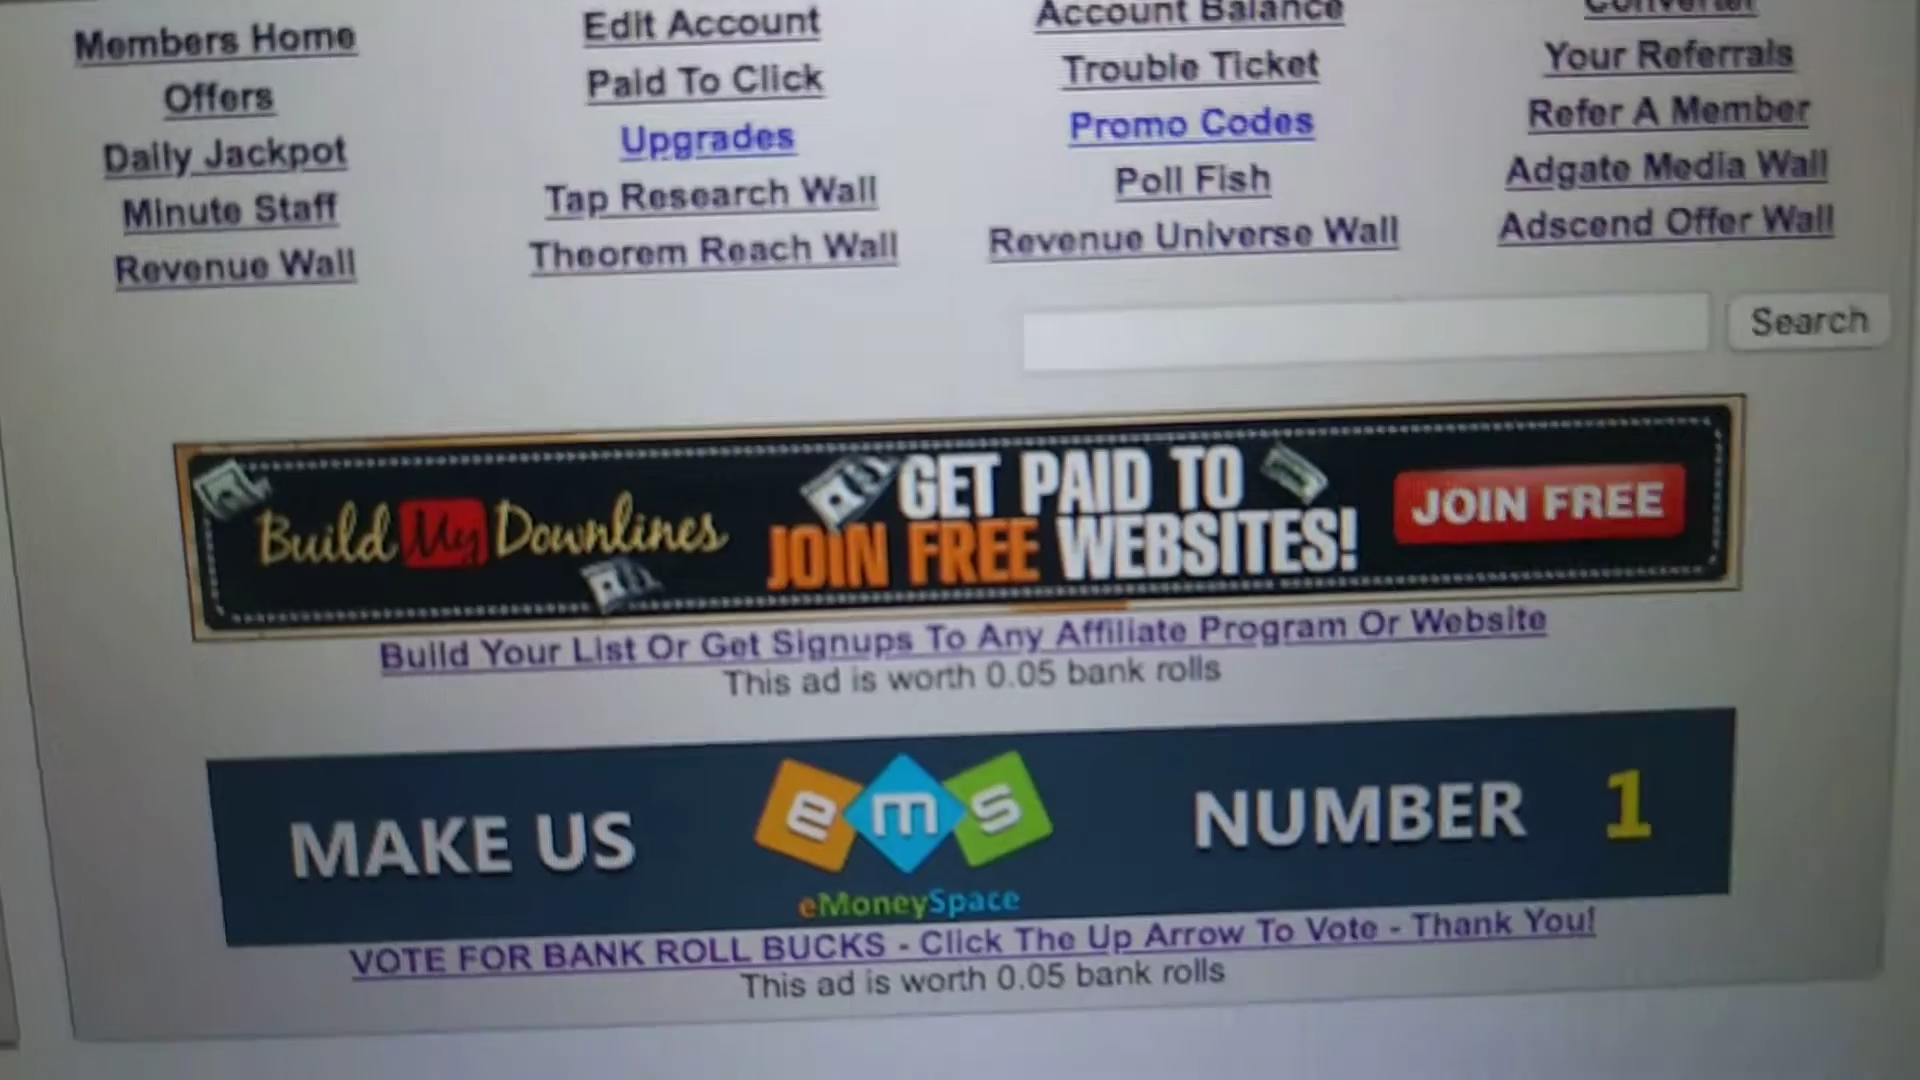 Members Home
Offers
Daily Jackpot
Minute Staff
Revenue Wall
Edit Account
Paid To Click
Upgrades
Tap Research Wall
Theorem Reach Wall
Account Balance
Trouble Ticket
Promo Codes
Poll Fish
Revenue Universe Wall
Converter
Your Referrals
Refer A Member
Adgate Media Wall
Adscend Offer Wall
Search
Build My Downlines
GET PAID TO
JOIN FREE WEBSITES!
JOIN FREE
Build Your List Or Get Signups To Any Affiliate Program Or Website
This ad is worth 0.05 bank rolls
MAKE US
ems
eMoneySpace
NUMBER 1
VOTE FOR BANK ROLL BUCKS - Click The Up Arrow To Vote - Thank You!
This ad is worth 0.05 bank rolls